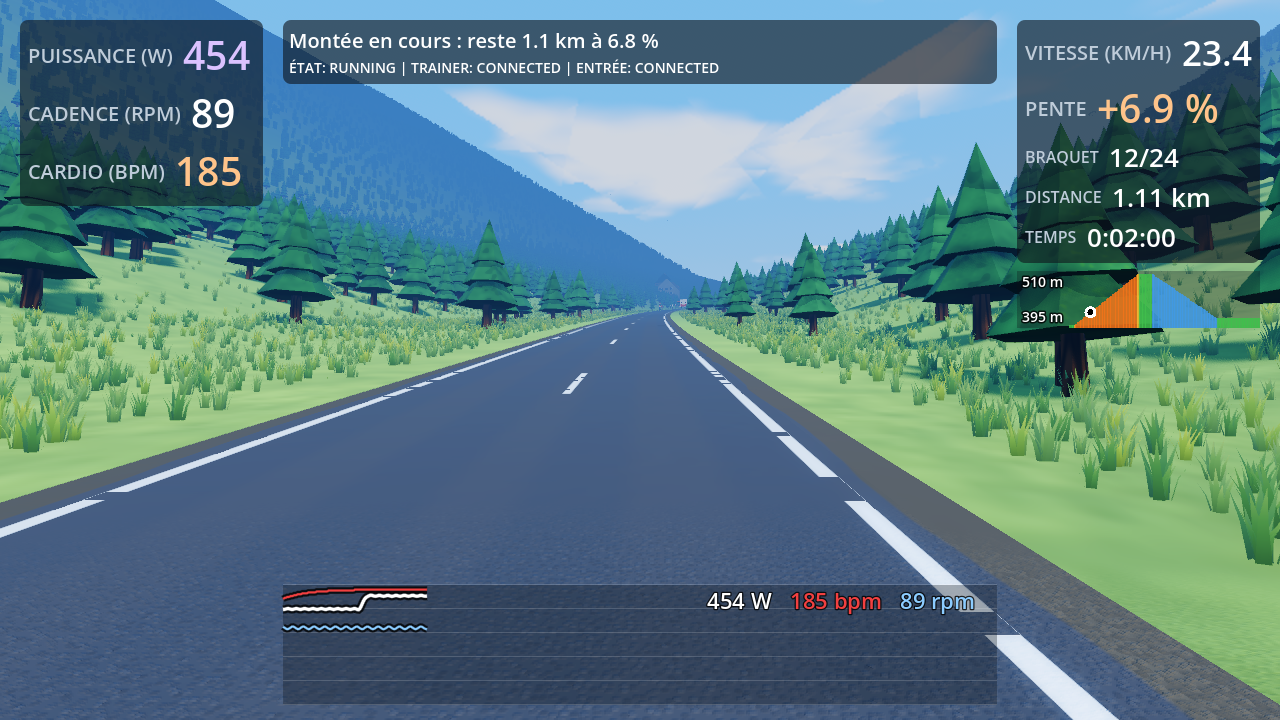 PUISSANCE (W) 454
CADENCE (RPM) 89
CARDIO (BPM) 185
Montée en cours : reste 1.1 km à 6.8 %
ÉTAT: RUNNING | TRAINER: CONNECTED | ENTRÉE: CONNECTED
VITESSE (KM/H) 23.4
PENTE +6.9 %
BRAQUET 12/24
DISTANCE 1.11 km
TEMPS 0:02:00
510 m
395 m
454 W 185 bpm 89 rpm